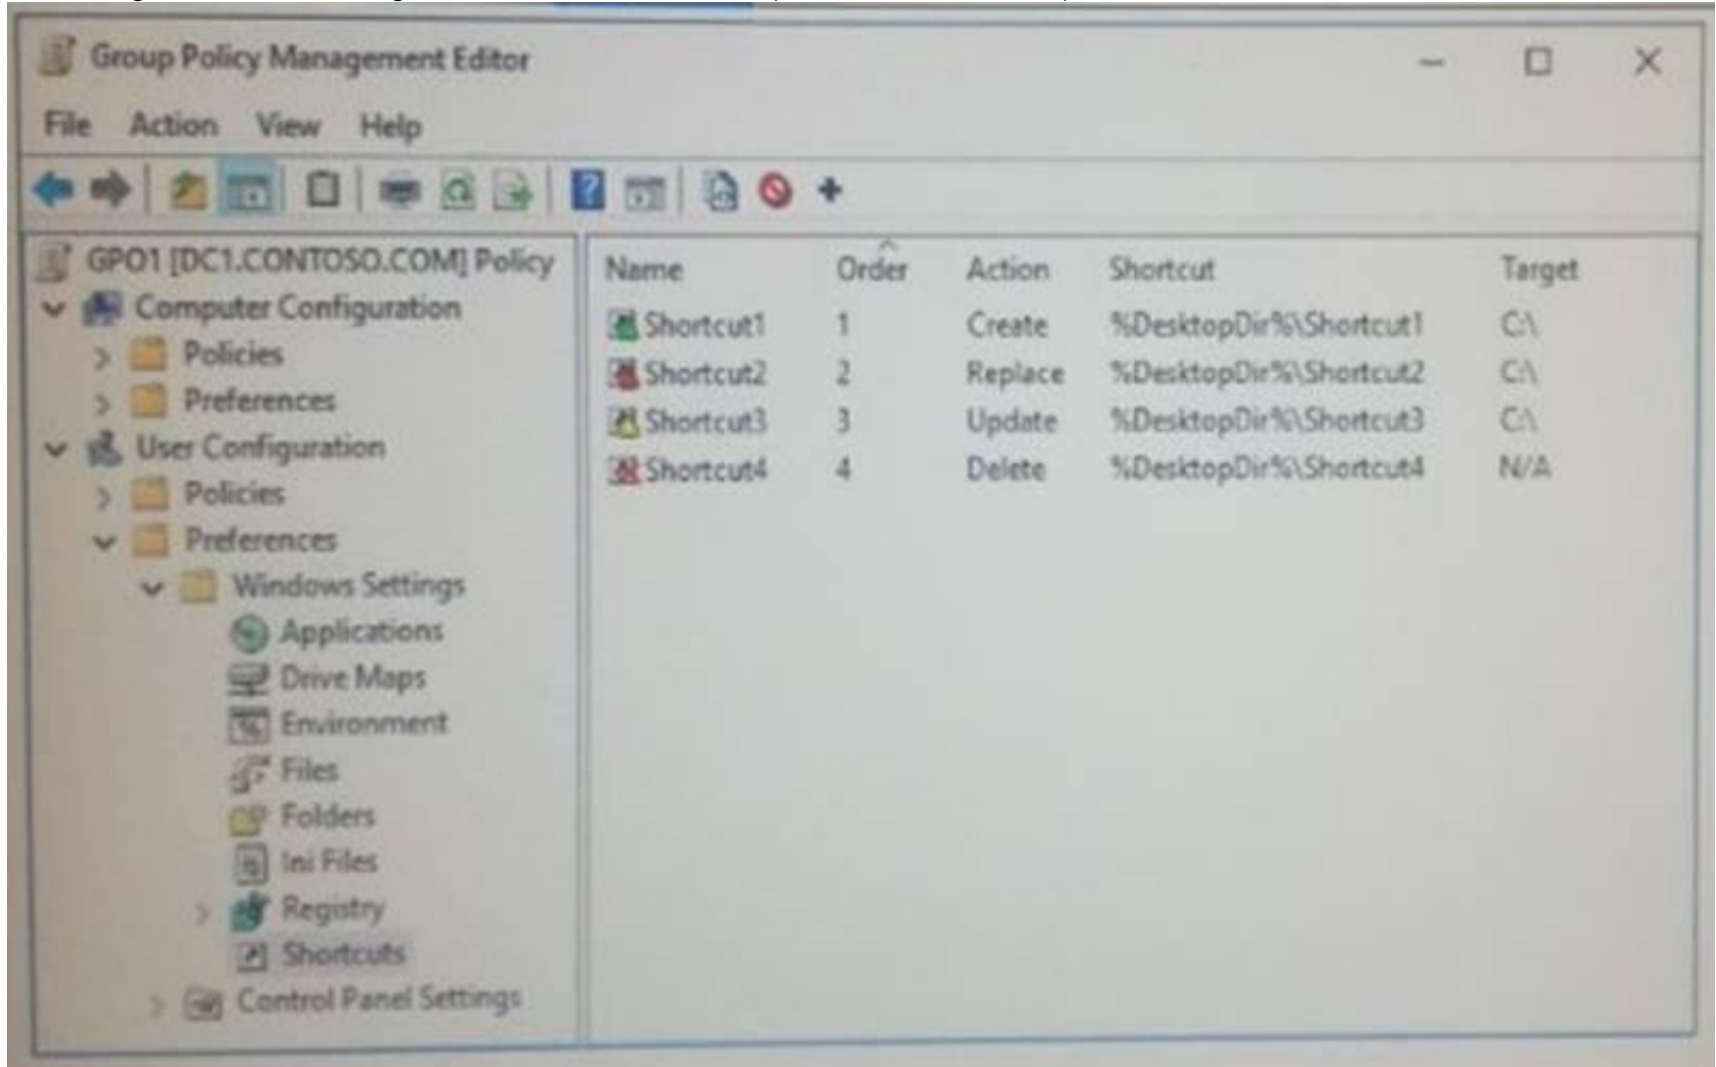 Group Policy Management Editor
File Action View Help
GPO1 [DC1.CONTOSO.COM] Policy
Computer Configuration
Policies
Preferences
User Configuration
Policies
Preferences
Windows Settings
Applications
Drive Maps
Environment
Files
Folders
Ini Files
Registry
Shortcuts
Control Panel Settings
Name Order Action Shortcut Target
Shortcut1 1 Create %DesktopDir%\Shortcut1 C:\
Shortcut2 2 Replace %DesktopDir%\Shortcut2 C:\
Shortcut3 3 Update %DesktopDir%\Shortcut3 C:\
Shortcut4 4 Delete %DesktopDir%\Shortcut4 N/A